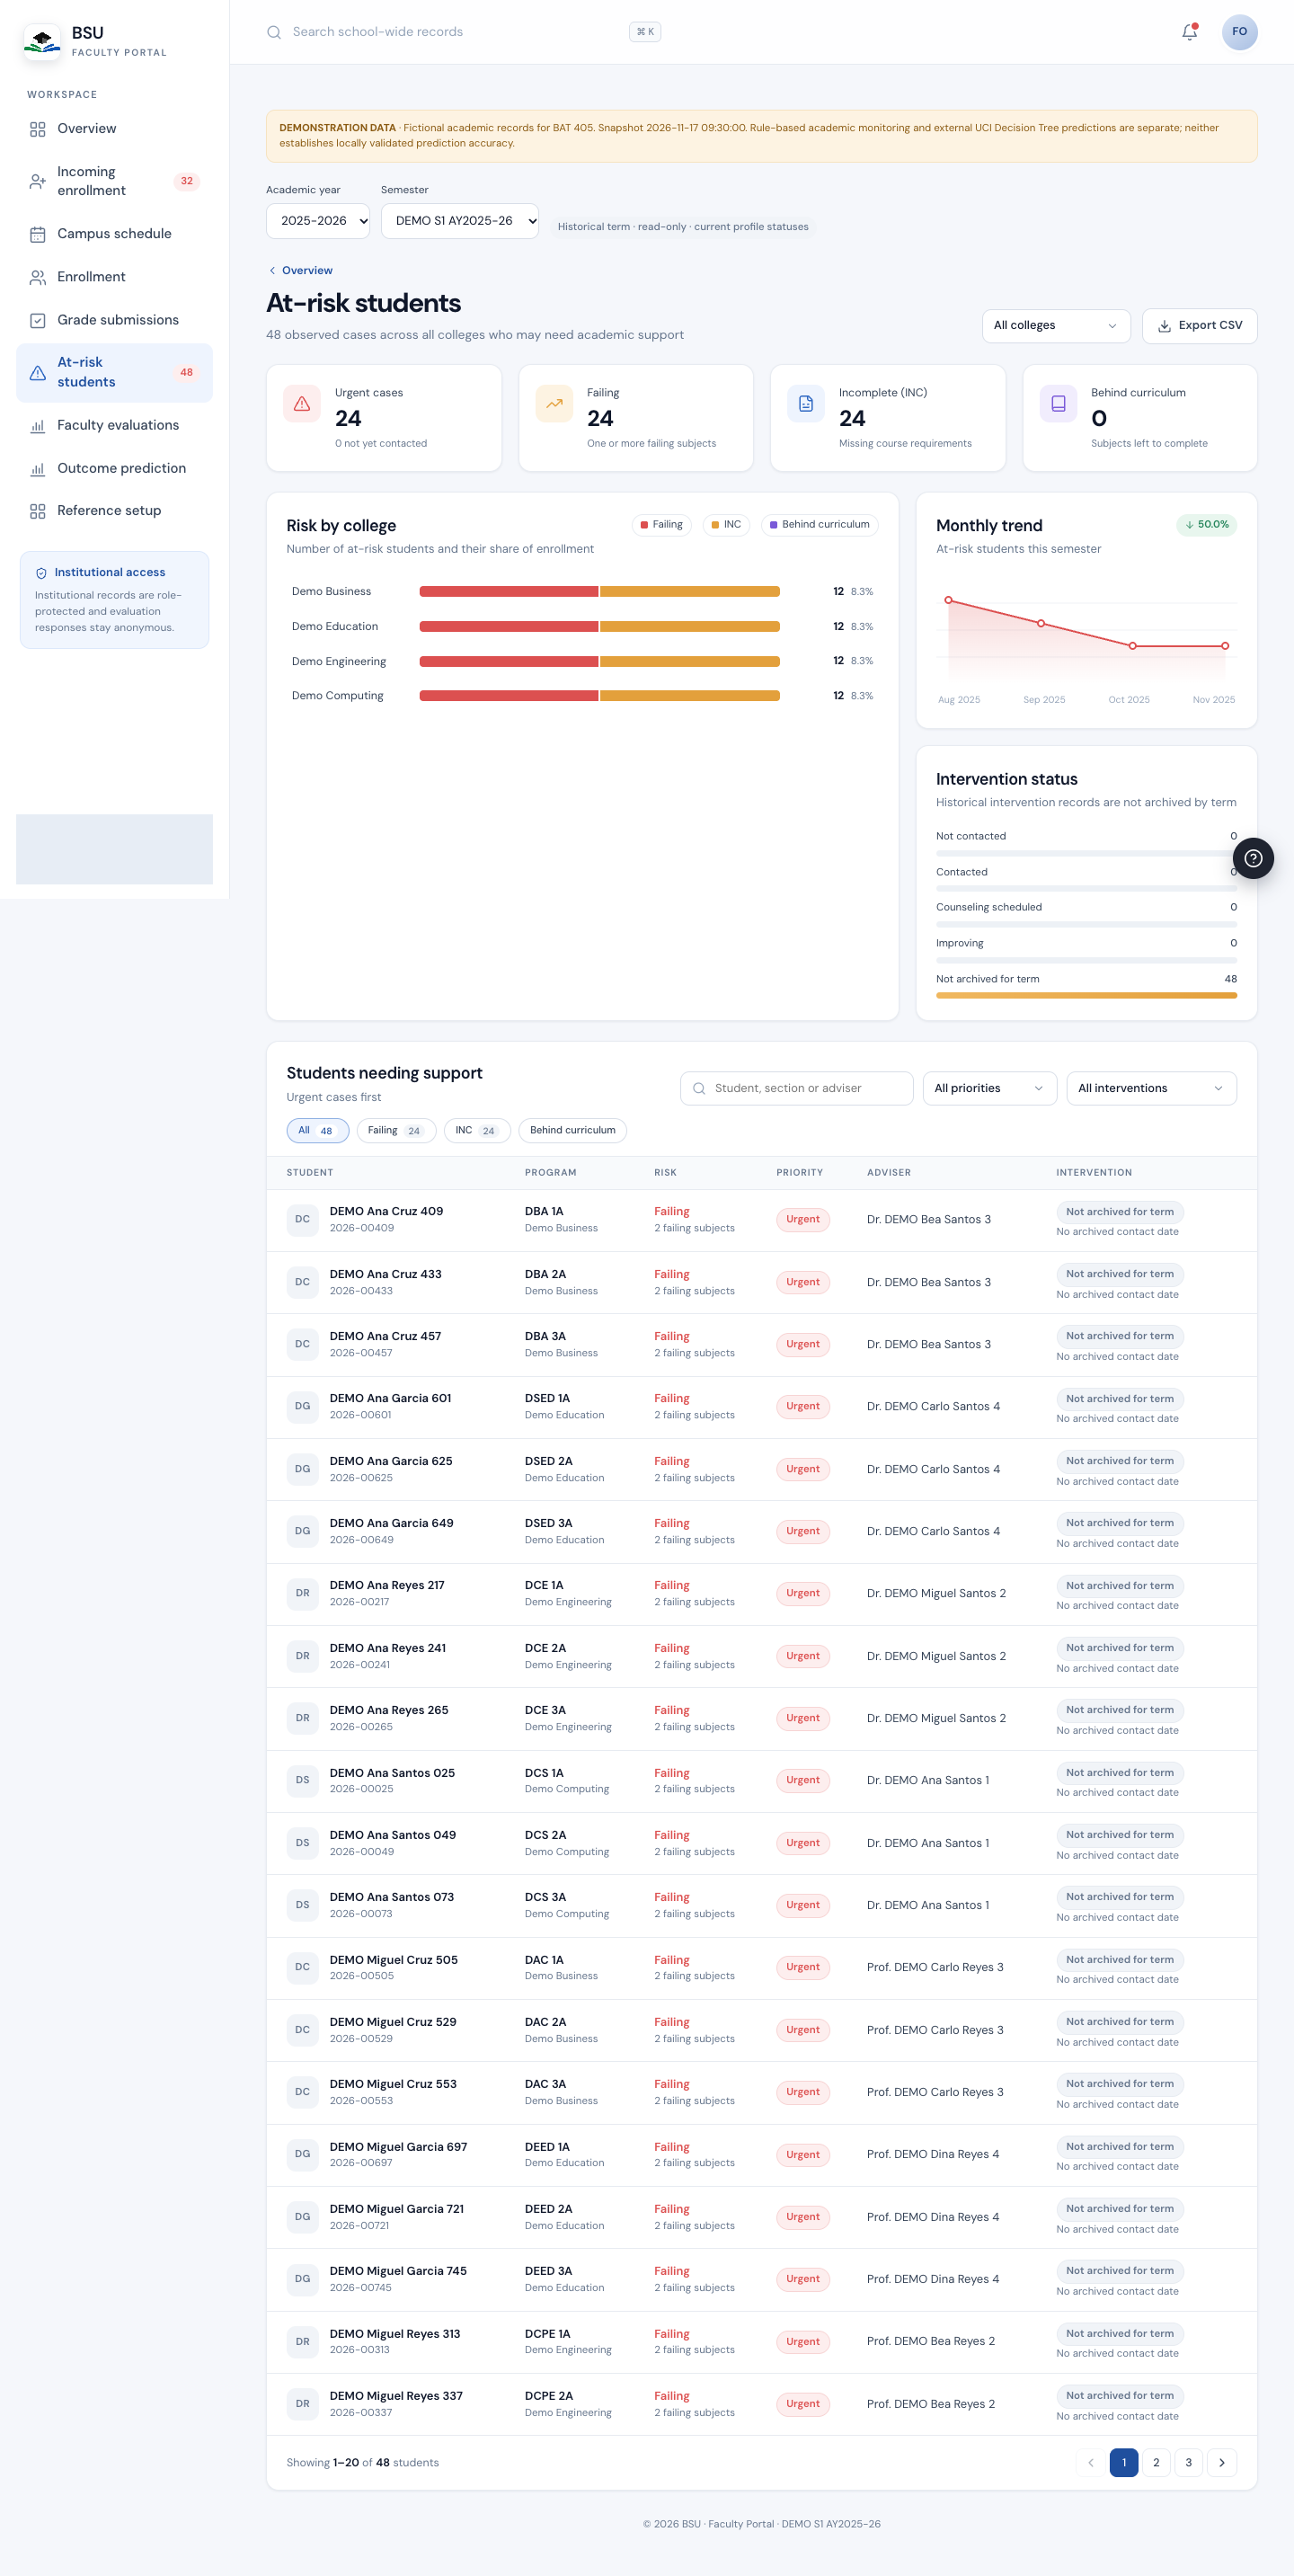 BSU
FACULTY PORTAL
WORKSPACE
Overview
Incoming enrollment 32
Campus schedule
Enrollment
Grade submissions
At-risk students 48
Faculty evaluations
Outcome prediction
Reference setup
Institutional access
Institutional records are role-
protected and evaluation
responses stay anonymous.
Search school-wide records ⌘ K
FO
DEMONSTRATION DATA · Fictional academic records for BAT 405. Snapshot 2026-11-17 09:30:00. Rule-based academic monitoring and external UCI Decision Tree predictions are separate; neither
establishes locally validated prediction accuracy.
Academic year Semester
2025-2026 DEMO S1 AY2025-26 Historical term · read-only · current profile statuses
Overview
At-risk students
48 observed cases across all colleges who may need academic support
All colleges Export CSV
Urgent cases
24
0 not yet contacted
Failing
24
One or more failing subjects
Incomplete (INC)
24
Missing course requirements
Behind curriculum
0
Subjects left to complete
Risk by college
Failing INC Behind curriculum
Number of at-risk students and their share of enrollment
Demo Business 12 8.3%
Demo Education 12 8.3%
Demo Engineering 12 8.3%
Demo Computing 12 8.3%
Monthly trend ↓ 50.0%
At-risk students this semester
Aug 2025 Sep 2025 Oct 2025 Nov 2025
Intervention status
Historical intervention records are not archived by term
Not contacted 0
Contacted 0
Counseling scheduled 0
Improving 0
Not archived for term 48
Students needing support
Urgent cases first
Student, section or adviser All priorities All interventions
All 48 Failing 24 INC 24 Behind curriculum
STUDENT PROGRAM RISK PRIORITY ADVISER INTERVENTION
DC DEMO Ana Cruz 409 DBA 1A Failing Urgent Dr. DEMO Bea Santos 3 Not archived for term
2026-00409 Demo Business 2 failing subjects No archived contact date
DC DEMO Ana Cruz 433 DBA 2A Failing Urgent Dr. DEMO Bea Santos 3 Not archived for term
2026-00433 Demo Business 2 failing subjects No archived contact date
DC DEMO Ana Cruz 457 DBA 3A Failing Urgent Dr. DEMO Bea Santos 3 Not archived for term
2026-00457 Demo Business 2 failing subjects No archived contact date
DG DEMO Ana Garcia 601 DSED 1A Failing Urgent Dr. DEMO Carlo Santos 4 Not archived for term
2026-00601 Demo Education 2 failing subjects No archived contact date
DG DEMO Ana Garcia 625 DSED 2A Failing Urgent Dr. DEMO Carlo Santos 4 Not archived for term
2026-00625 Demo Education 2 failing subjects No archived contact date
DG DEMO Ana Garcia 649 DSED 3A Failing Urgent Dr. DEMO Carlo Santos 4 Not archived for term
2026-00649 Demo Education 2 failing subjects No archived contact date
DR DEMO Ana Reyes 217 DCE 1A Failing Urgent Dr. DEMO Miguel Santos 2 Not archived for term
2026-00217 Demo Engineering 2 failing subjects No archived contact date
DR DEMO Ana Reyes 241 DCE 2A Failing Urgent Dr. DEMO Miguel Santos 2 Not archived for term
2026-00241 Demo Engineering 2 failing subjects No archived contact date
DR DEMO Ana Reyes 265 DCE 3A Failing Urgent Dr. DEMO Miguel Santos 2 Not archived for term
2026-00265 Demo Engineering 2 failing subjects No archived contact date
DS DEMO Ana Santos 025 DCS 1A Failing Urgent Dr. DEMO Ana Santos 1 Not archived for term
2026-00025 Demo Computing 2 failing subjects No archived contact date
DS DEMO Ana Santos 049 DCS 2A Failing Urgent Dr. DEMO Ana Santos 1 Not archived for term
2026-00049 Demo Computing 2 failing subjects No archived contact date
DS DEMO Ana Santos 073 DCS 3A Failing Urgent Dr. DEMO Ana Santos 1 Not archived for term
2026-00073 Demo Computing 2 failing subjects No archived contact date
DC DEMO Miguel Cruz 505 DAC 1A Failing Urgent Prof. DEMO Carlo Reyes 3 Not archived for term
2026-00505 Demo Business 2 failing subjects No archived contact date
DC DEMO Miguel Cruz 529 DAC 2A Failing Urgent Prof. DEMO Carlo Reyes 3 Not archived for term
2026-00529 Demo Business 2 failing subjects No archived contact date
DC DEMO Miguel Cruz 553 DAC 3A Failing Urgent Prof. DEMO Carlo Reyes 3 Not archived for term
2026-00553 Demo Business 2 failing subjects No archived contact date
DG DEMO Miguel Garcia 697 DEED 1A Failing Urgent Prof. DEMO Dina Reyes 4 Not archived for term
2026-00697 Demo Education 2 failing subjects No archived contact date
DG DEMO Miguel Garcia 721 DEED 2A Failing Urgent Prof. DEMO Dina Reyes 4 Not archived for term
2026-00721 Demo Education 2 failing subjects No archived contact date
DG DEMO Miguel Garcia 745 DEED 3A Failing Urgent Prof. DEMO Dina Reyes 4 Not archived for term
2026-00745 Demo Education 2 failing subjects No archived contact date
DR DEMO Miguel Reyes 313 DCPE 1A Failing Urgent Prof. DEMO Bea Reyes 2 Not archived for term
2026-00313 Demo Engineering 2 failing subjects No archived contact date
DR DEMO Miguel Reyes 337 DCPE 2A Failing Urgent Prof. DEMO Bea Reyes 2 Not archived for term
2026-00337 Demo Engineering 2 failing subjects No archived contact date
Showing 1–20 of 48 students 1 2 3
© 2026 BSU · Faculty Portal · DEMO S1 AY2025-26